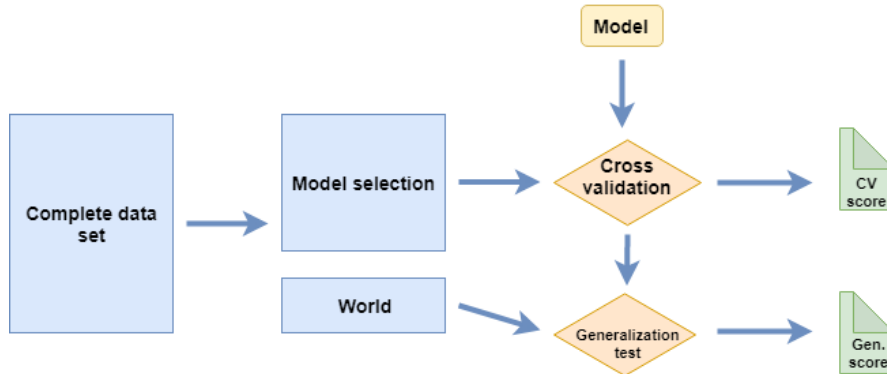 Model
Complete data
set
Model selection
Cross
validation
CV
score
World
Generalization
test
Gen.
score